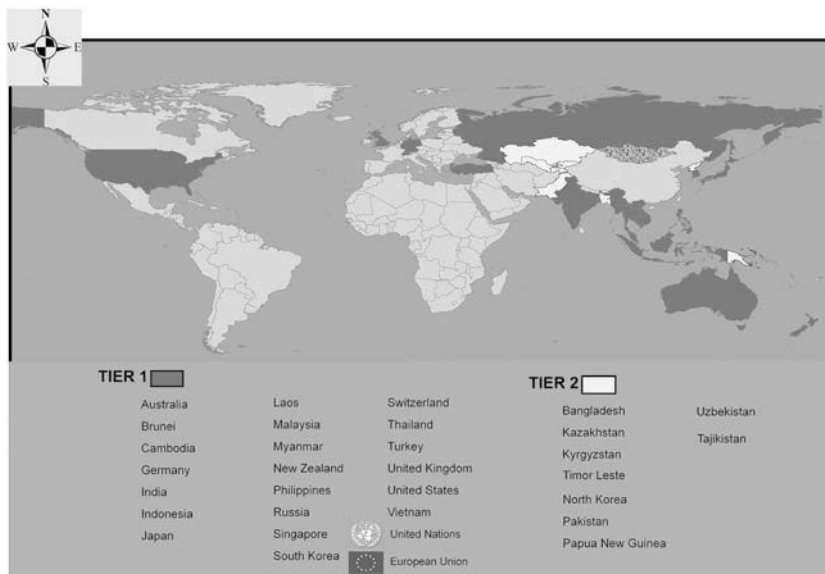 N
W E
S
TIER 1
Australia
Brunei
Cambodia
Germany
India
Indonesia
Japan
Laos
Malaysia
Myanmar
New Zealand
Philippines
Russia
Singapore
South Korea
Switzerland
Thailand
Turkey
United Kingdom
United States
Vietnam
United Nations
European Union
TIER 2
Bangladesh
Kazakhstan
Kyrgyzstan
Timor Leste
North Korea
Pakistan
Papua New Guinea
Uzbekistan
Tajikistan